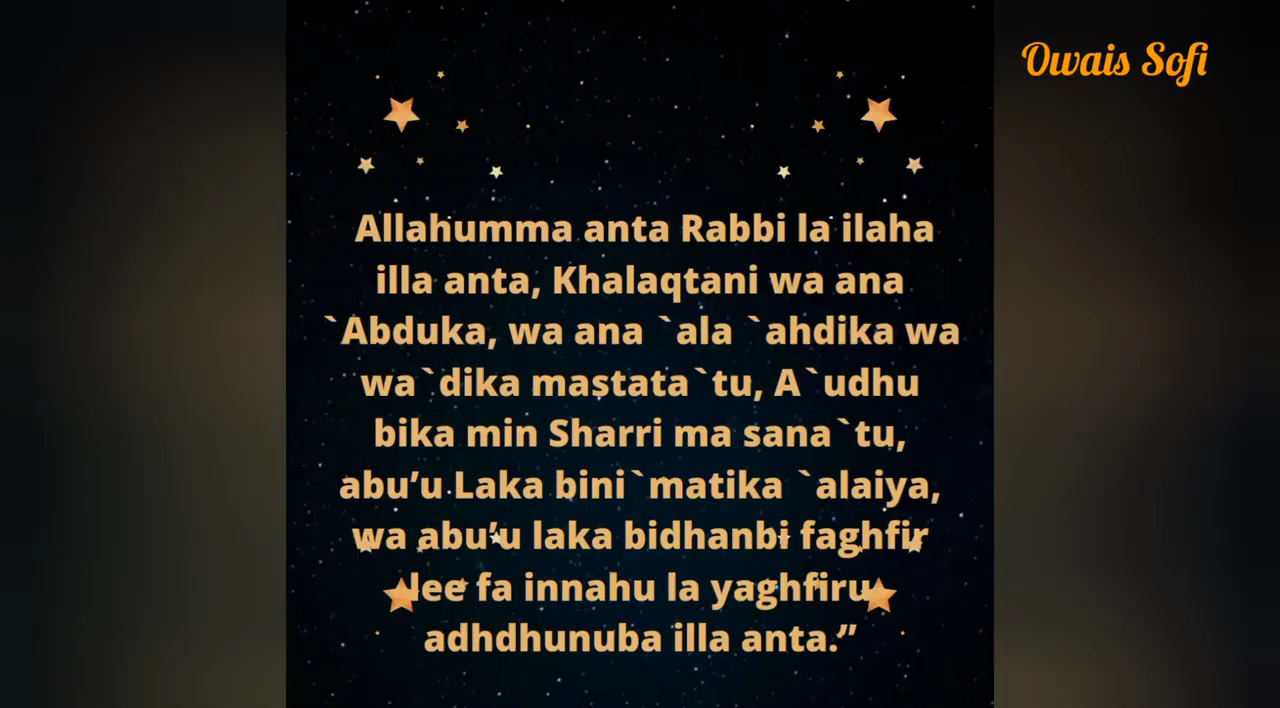 Owais Sofi
Allahumma anta Rabbi la ilaha
illa anta, Khalaqtani wa ana
`Abduka, wa ana `ala `ahdika wa
wa`dika mastata`tu, A`udhu
bika min Sharri ma sana`tu,
abu’u Laka bini`matika `alaiya,
wa abu’u laka bidhanbi faghfir
lee fa innahu la yaghfiru
adhdhunuba illa anta.”